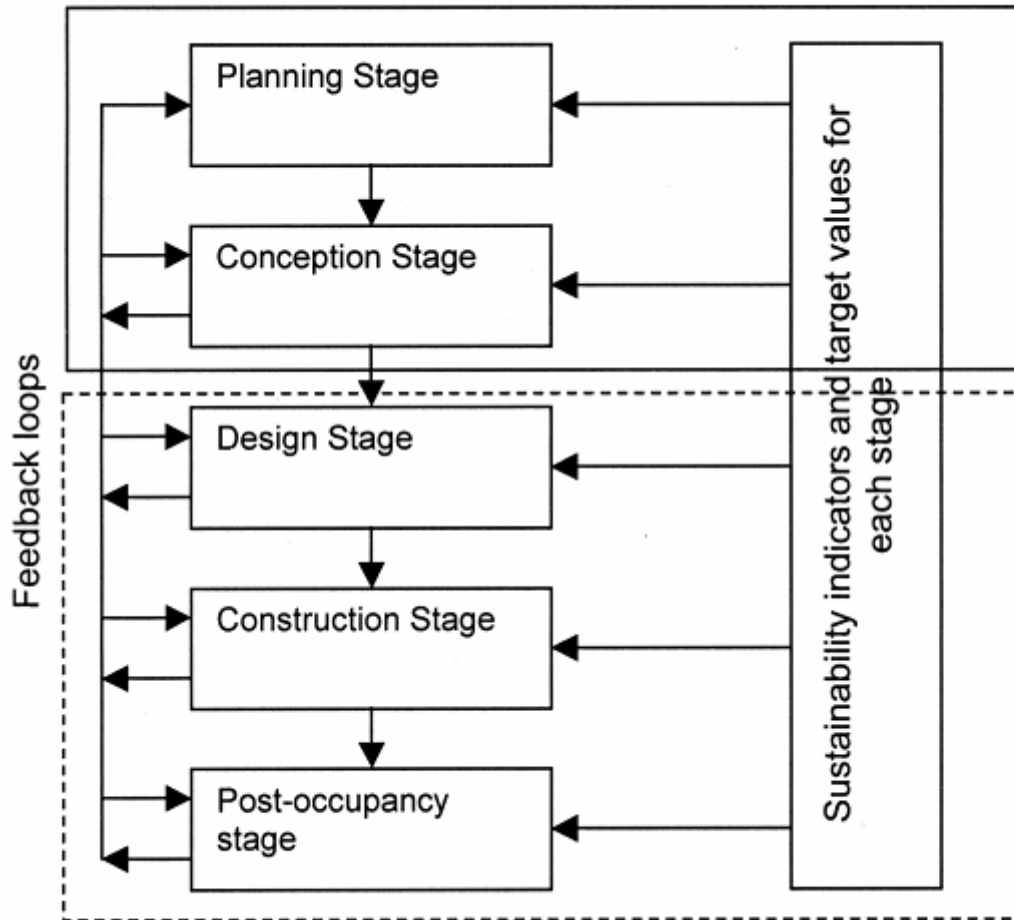 Planning Stage
Conception Stage
Design Stage
Construction Stage
Post-occupancy
stage
Feedback loops
Sustainability indicators and target values for
each stage